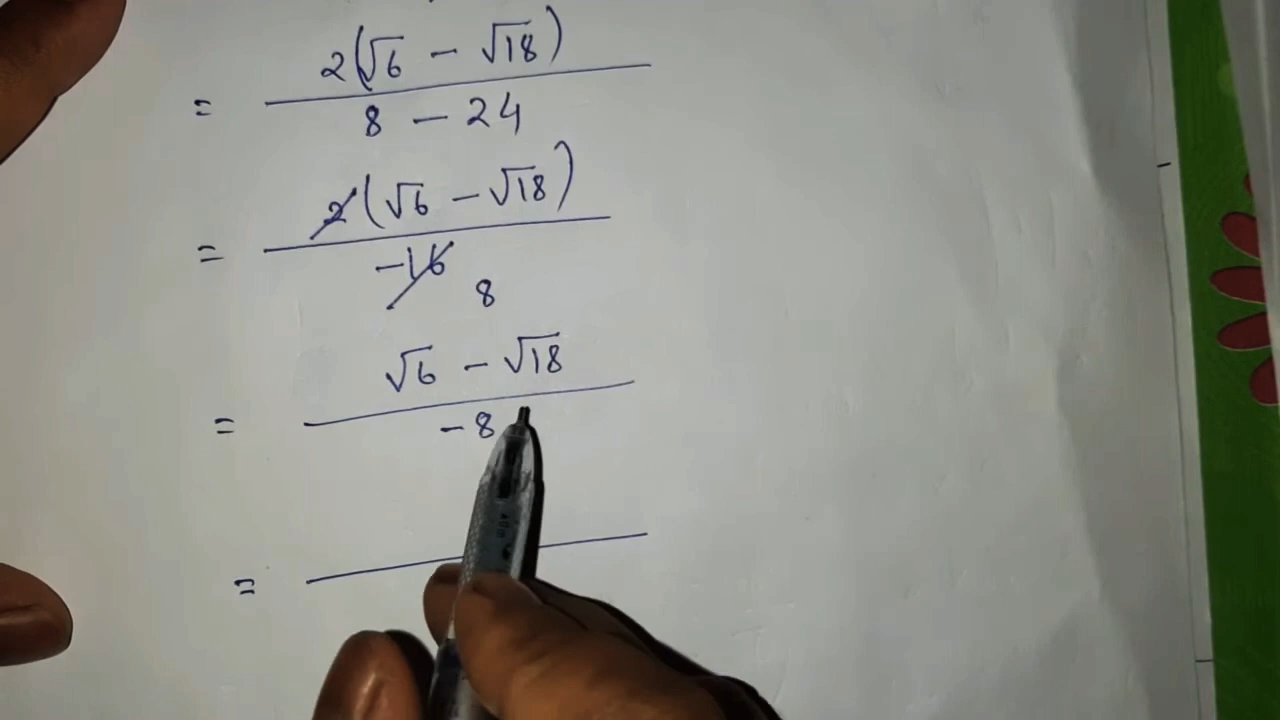 2(√6 - √18)
= 8 - 24
2(√6 - √18)
= -16
8
√6 - √18
= -8
=